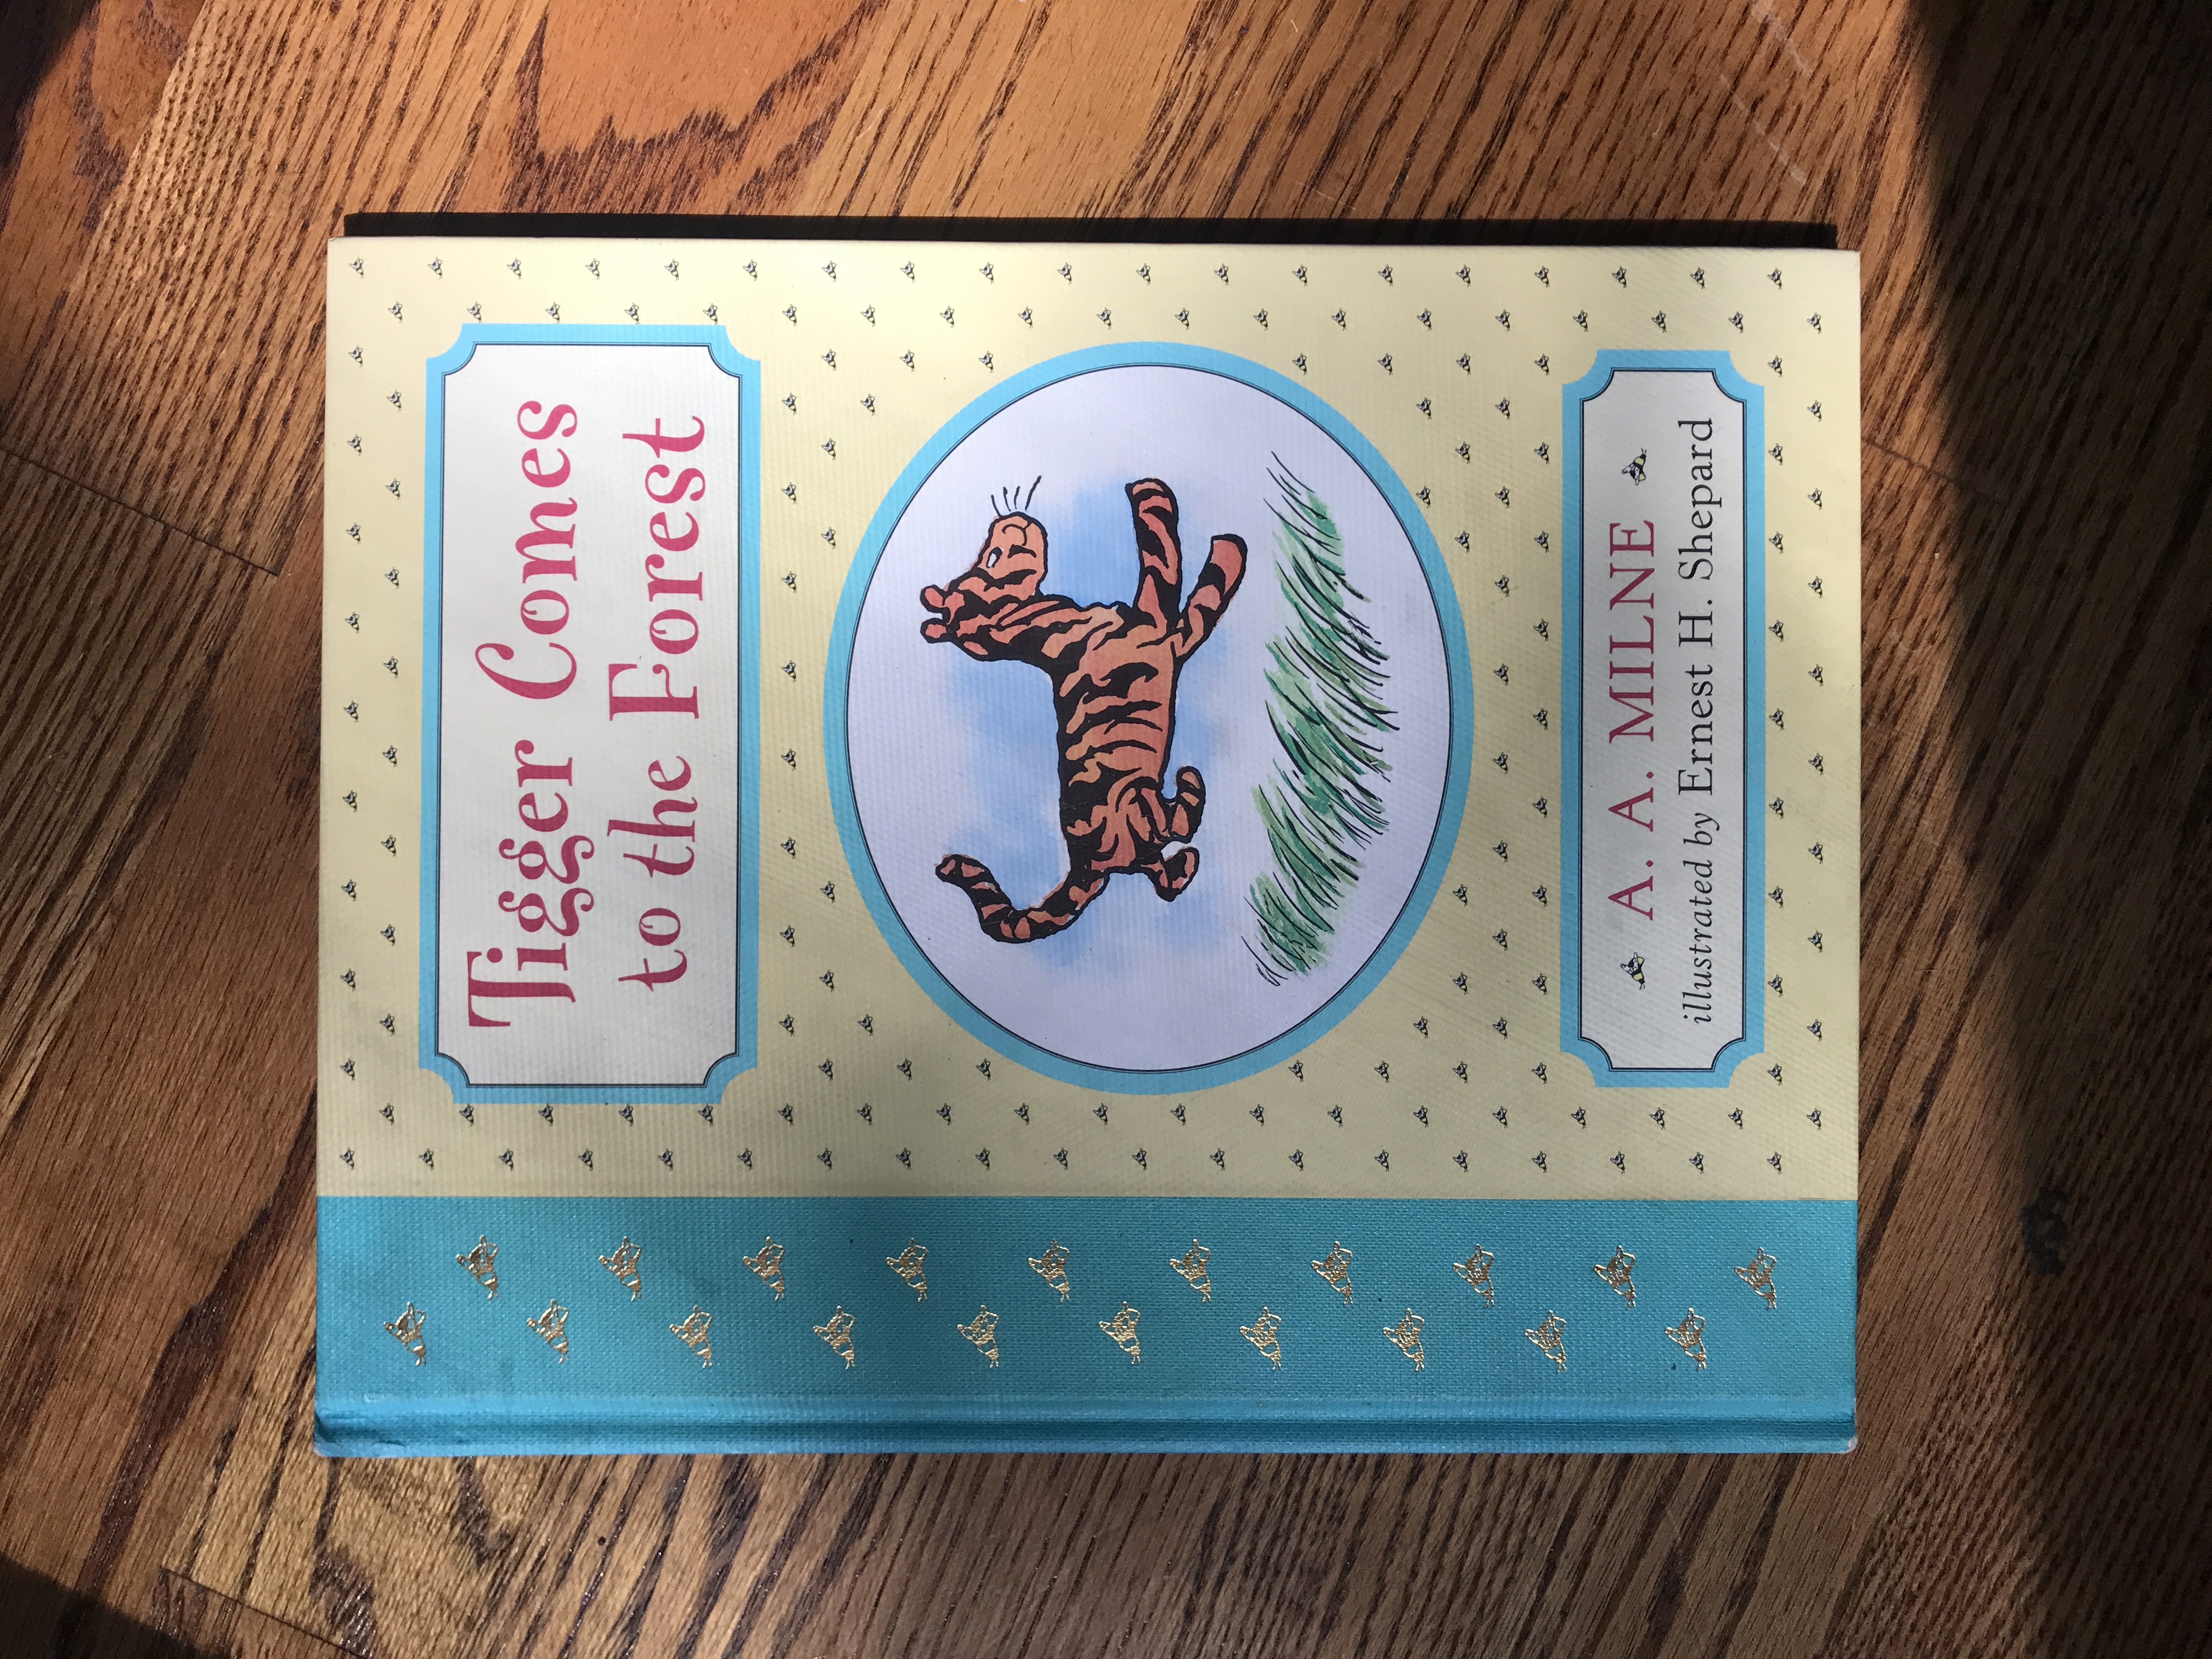 Tigger Comes
to the Forest
A. A. MILNE
illustrated by Ernest H. Shepard